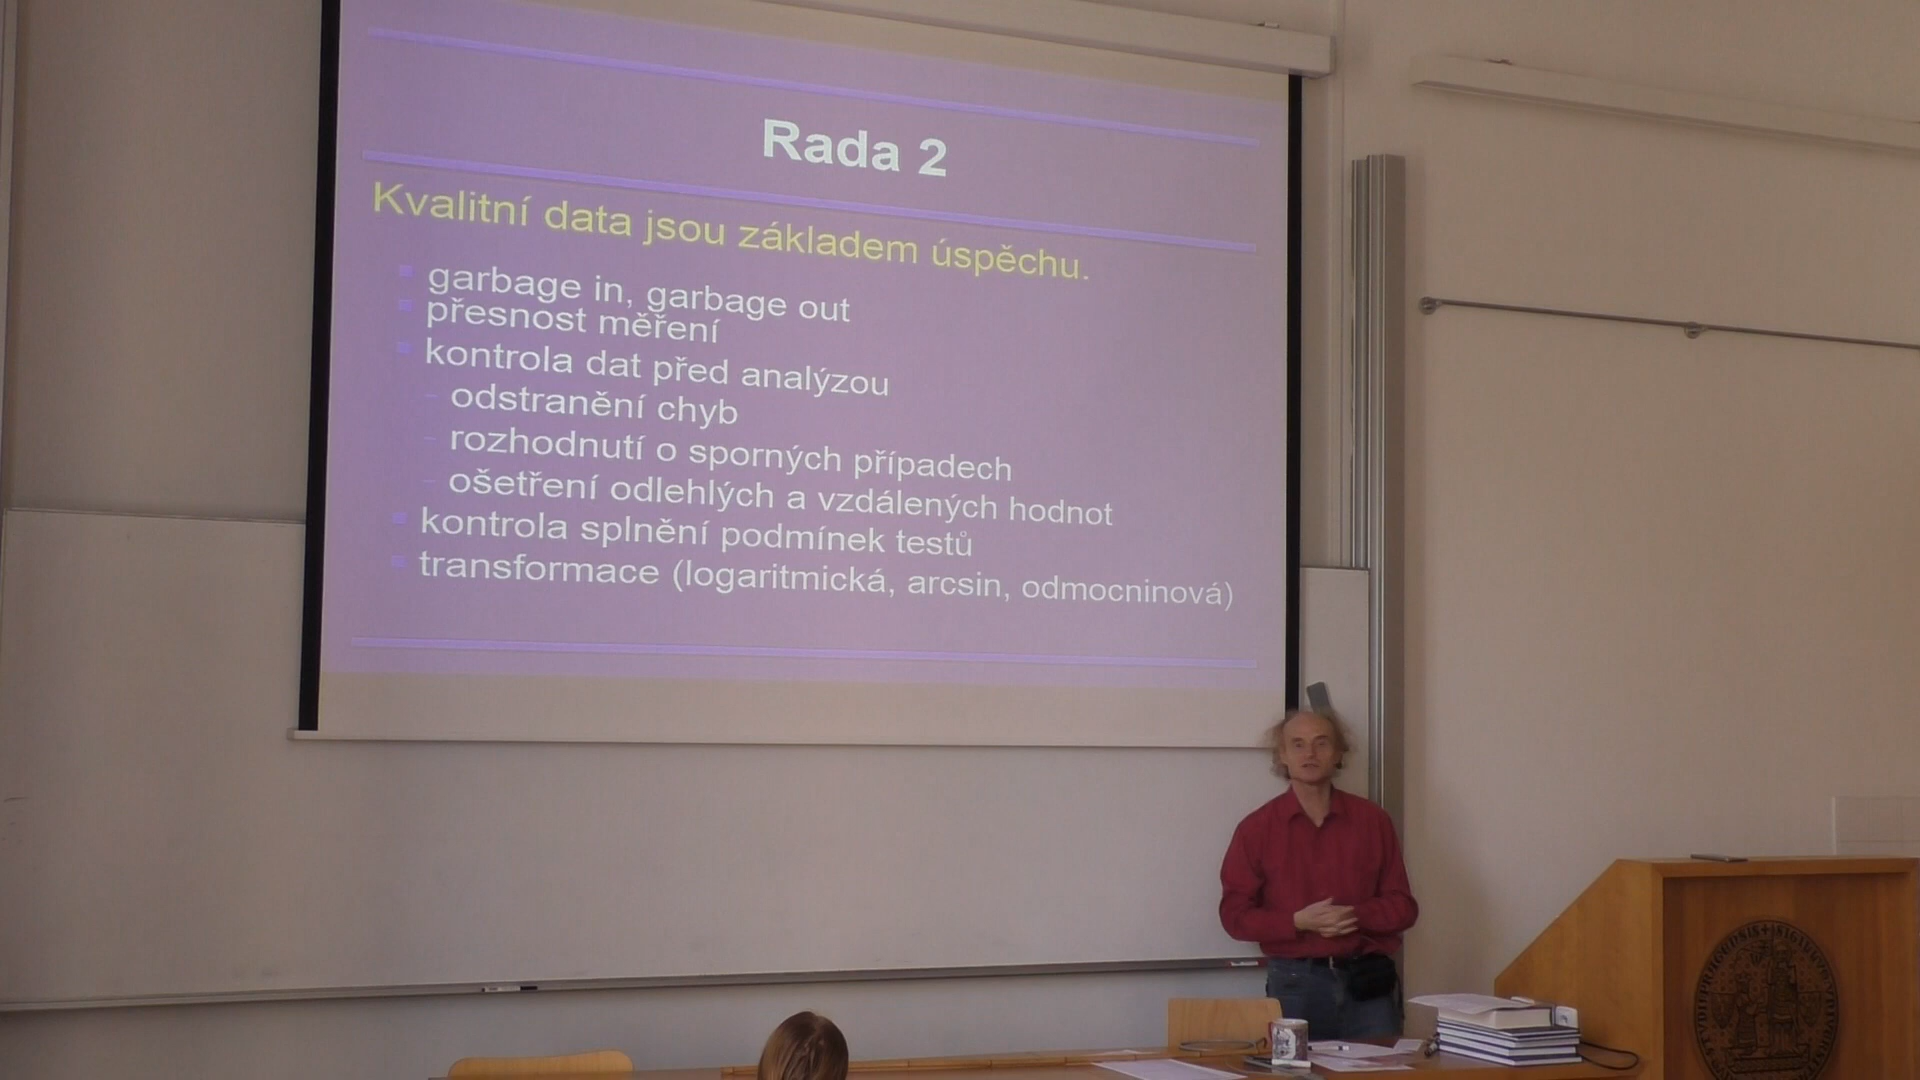 Rada 2
Kvalitní data jsou základem úspěchu.
garbage in, garbage out
přesnost měření
kontrola dat před analýzou
– odstranění chyb
– rozhodnutí o sporných případech
– ošetření odlehlých a vzdálených hodnot
kontrola splnění podmínek testů
transformace (logaritmická, arcsin, odmocninová)